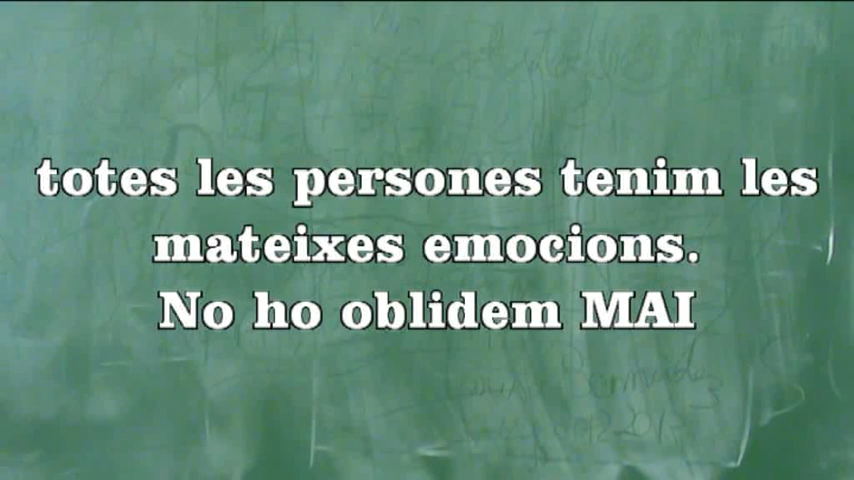 totes les persones tenim les
mateixes emocions.
No ho oblidem MAI